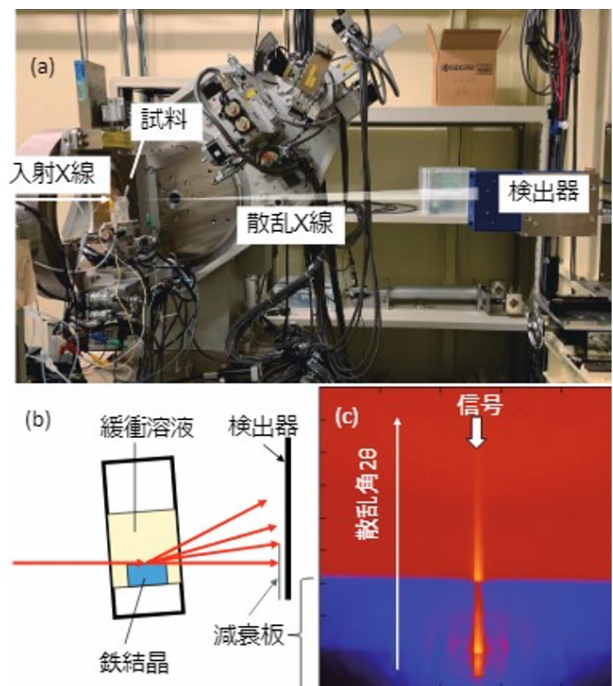 (a)
試料
入射X線
散乱X線
検出器
KYOCERA
(b)
緩衝溶液
検出器
減衰板
鉄結晶
(c)
信号
散乱角2θ